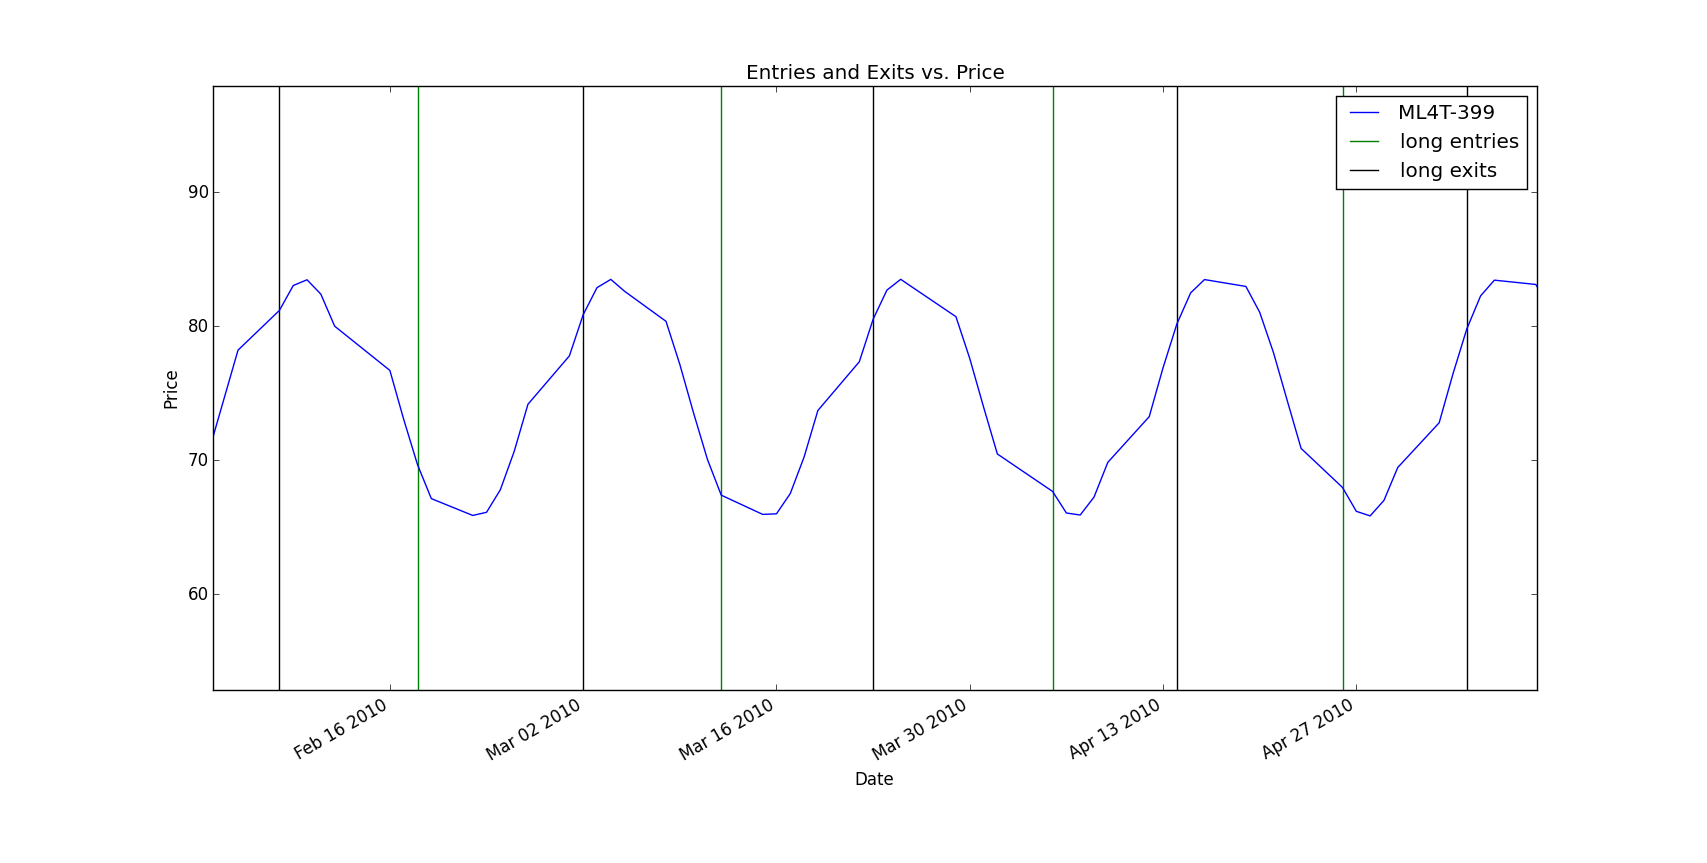 Entries and Exits vs. Price
ML4T-399
long entries
long exits
90
80
70
60
Price
Feb 16 2010
Mar 02 2010
Mar 16 2010
Mar 30 2010
Apr 13 2010
Apr 27 2010
Date